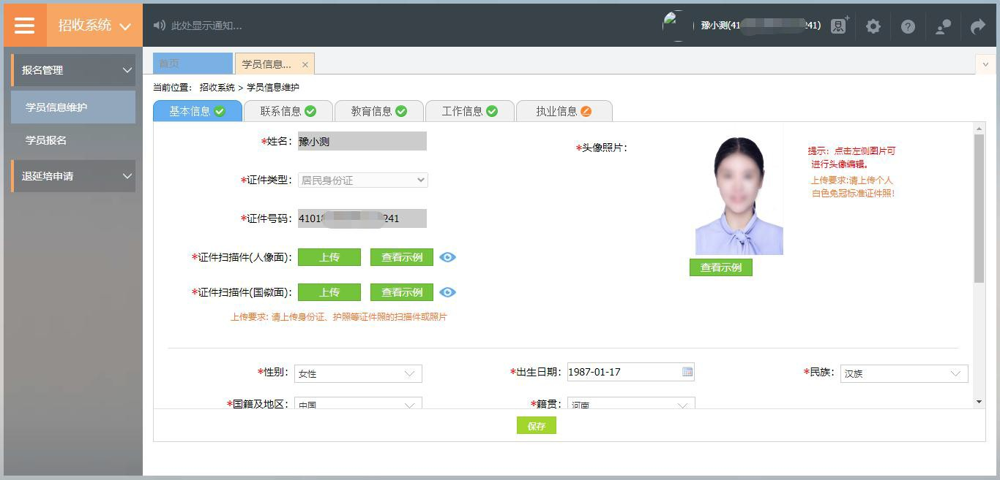 招收系统
此处显示通知...
豫小测(41 241)
报名管理
学员信息维护
学员报名
退延培申请
首页
学员信息... ×
当前位置： 招收系统 > 学员信息维护
基本信息
联系信息
教育信息
工作信息
执业信息
*姓名： 豫小测
*证件类型： 居民身份证
*证件号码： 4101 241
*证件扫描件(人像面)： 上传 查看示例
*证件扫描件(国徽面)： 上传 查看示例
上传要求: 请上传身份证、护照等证件照的扫描件或照片
*头像照片：
查看示例
提示：点击左侧图片可
进行头像编辑。
上传要求:请上传个人
白色免冠标准证件照!
*性别： 女性
*出生日期： 1987-01-17
*民族： 汉族
*国籍及地区： 中国
*籍贯： 河南
保存